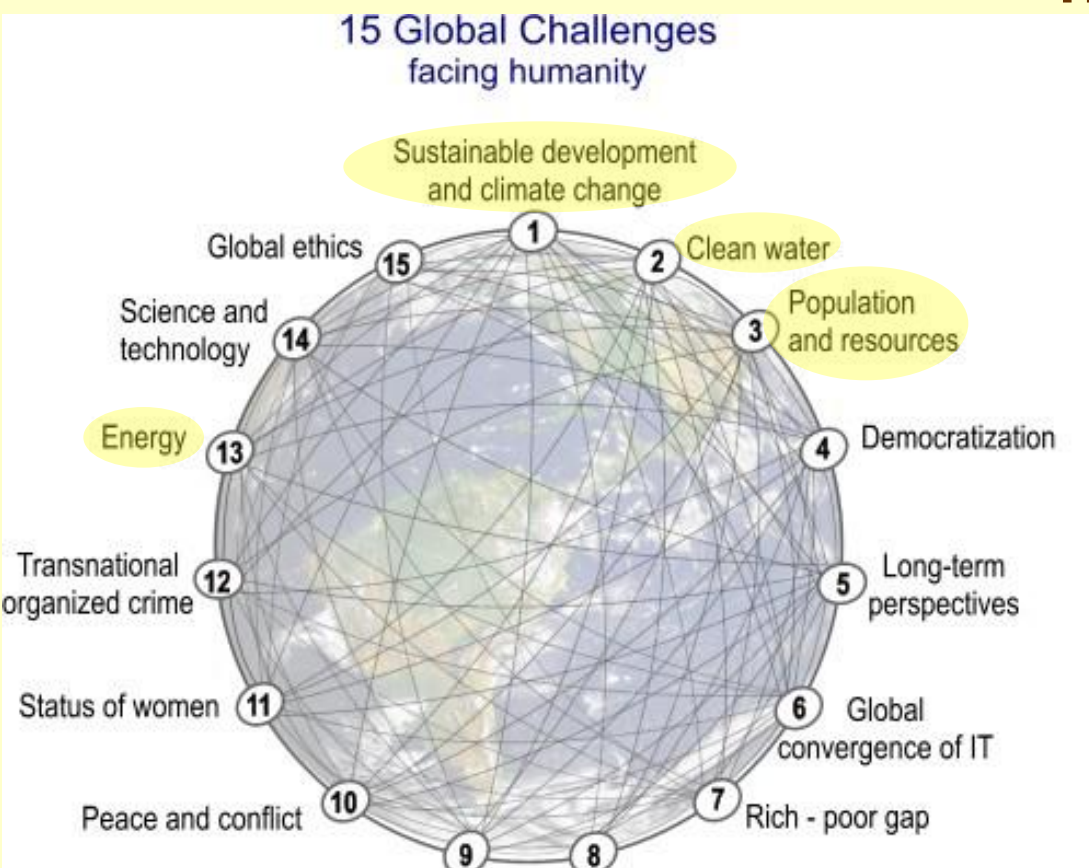 15 Global Challenges
facing humanity
Sustainable development
and climate change
1
2
Clean water
3
Population
and resources
4
Democratization
5
Long-term
perspectives
6
Global
convergence of IT
7
Rich - poor gap
8
9
10
Peace and conflict
11
Status of women
12
Transnational
organized crime
13
Energy
14
Science and
technology
15
Global ethics